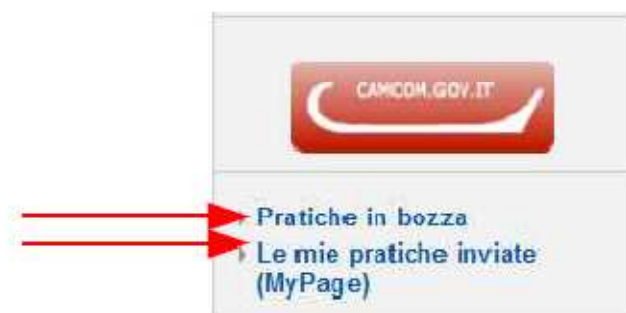 CAMCOM.GOV.IT
Pratiche in bozza
Le mie pratiche inviate
(MyPage)